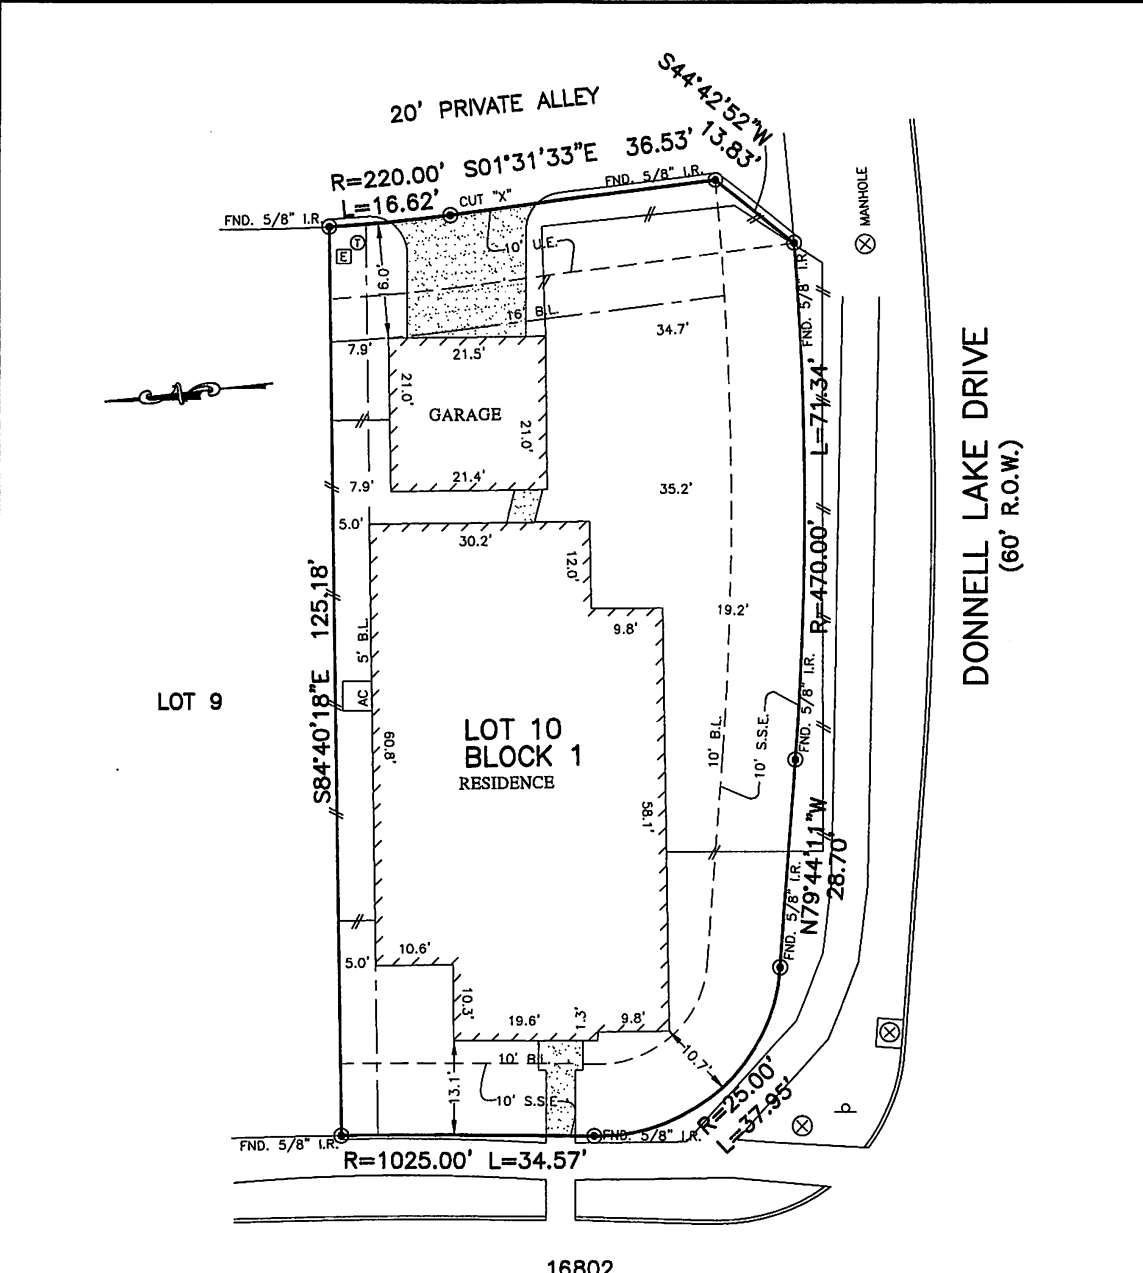 20' PRIVATE ALLEY
S44°42'52"W
13.83'
R=220.00' S01°31'33"E 36.53'
L=16.62'
CUT "X"
FND. 5/8" I.R.
FND. 5/8" I.R.
FND. 5/8" I.R.
MANHOLE
E
T
10' U.E.
16' B.L.
9.0'
7.9'
21.5'
34.7'
21.0'
GARAGE
21.0'
L=71.34'
7.9'
21.4'
35.2'
5.0'
30.2'
12.0'
R=470.00'
DONNELL LAKE DRIVE
(60' R.O.W.)
9.8'
19.2'
S84°40'18"E 125.18'
5' B.L.
AC
LOT 9
LOT 10
BLOCK 1
RESIDENCE
60.8'
58.1'
10' B.L.
10' S.S.E.
FND. 5/8" I.R.
N79°44'11"W
28.70'
FND. 5/8" I.R.
10.6'
5.0'
10.3'
19.6'
1.3'
9.8'
10.7'
10' B.L.
13.1'
10' S.S.E.
R=25.00'
L=37.95'
FND. 5/8" I.R.
FND. 5/8" I.R.
R=1025.00' L=34.57'
16802